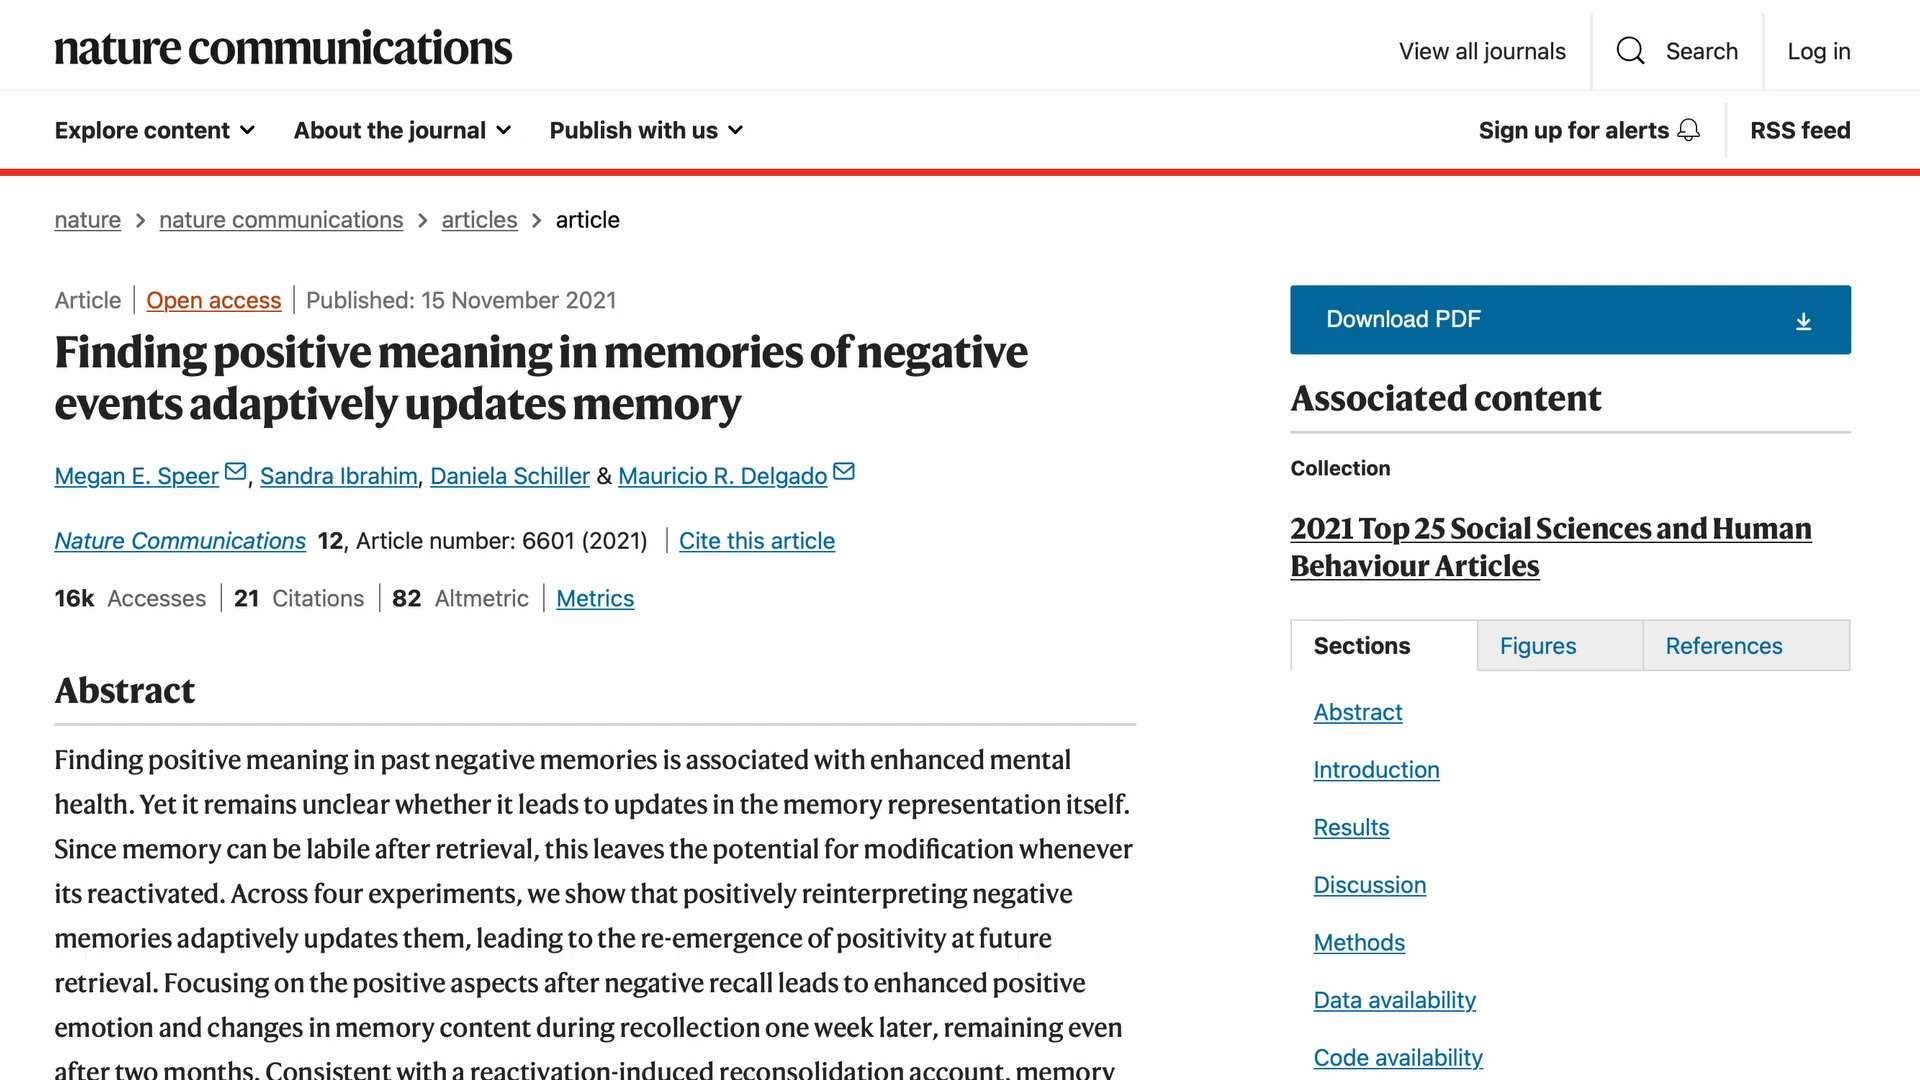 nature communications
View all journals
Search
Log in
Explore content
About the journal
Publish with us
Sign up for alerts
RSS feed
nature > nature communications > articles > article
Article | Open access | Published: 15 November 2021
Finding positive meaning in memories of negative
events adaptively updates memory
Megan E. Speer, Sandra Ibrahim, Daniela Schiller & Mauricio R. Delgado
Nature Communications 12, Article number: 6601 (2021) | Cite this article
16k Accesses | 21 Citations | 82 Altmetric | Metrics
Abstract
Finding positive meaning in past negative memories is associated with enhanced mental
health. Yet it remains unclear whether it leads to updates in the memory representation itself.
Since memory can be labile after retrieval, this leaves the potential for modification whenever
its reactivated. Across four experiments, we show that positively reinterpreting negative
memories adaptively updates them, leading to the re-emergence of positivity at future
retrieval. Focusing on the positive aspects after negative recall leads to enhanced positive
emotion and changes in memory content during recollection one week later, remaining even
after two months. Consistent with a reactivation-induced reconsolidation account, memory
Download PDF
Associated content
Collection
2021 Top 25 Social Sciences and Human
Behaviour Articles
Sections
Figures
References
Abstract
Introduction
Results
Discussion
Methods
Data availability
Code availability